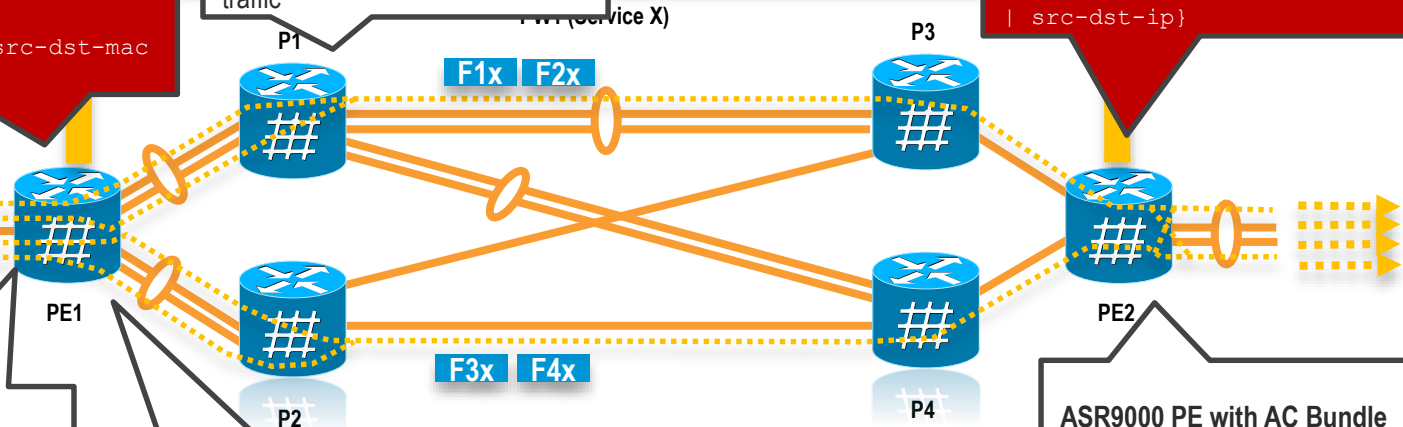 traffic
(Service X)
src-dst-mac
| src-dst-ip}
P1
P3
F1x F2x
PE1
PE2
F3x F4x
P2
P4
ASR9000 PE with AC Bundle